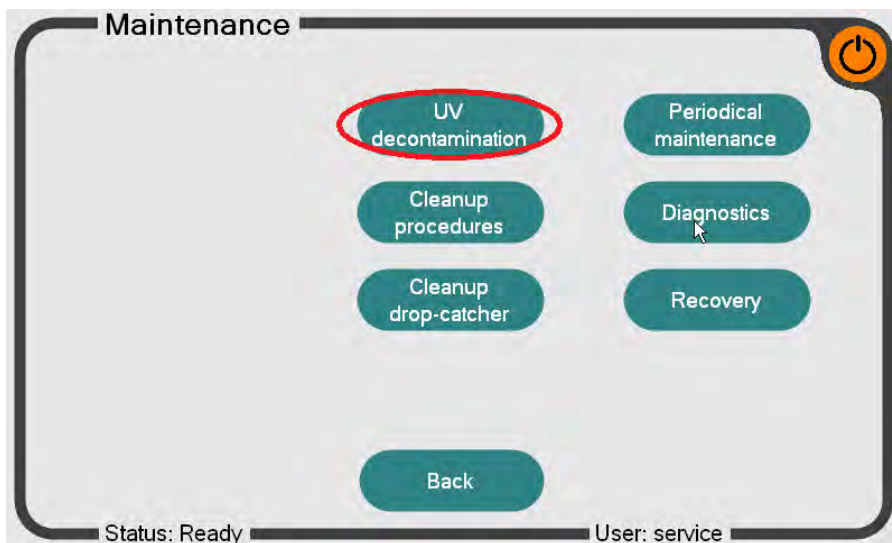 Maintenance
UV
decontamination
Periodical
maintenance
Cleanup
procedures
Diagnostics
Cleanup
drop-catcher
Recovery
Back
Status: Ready
User: service